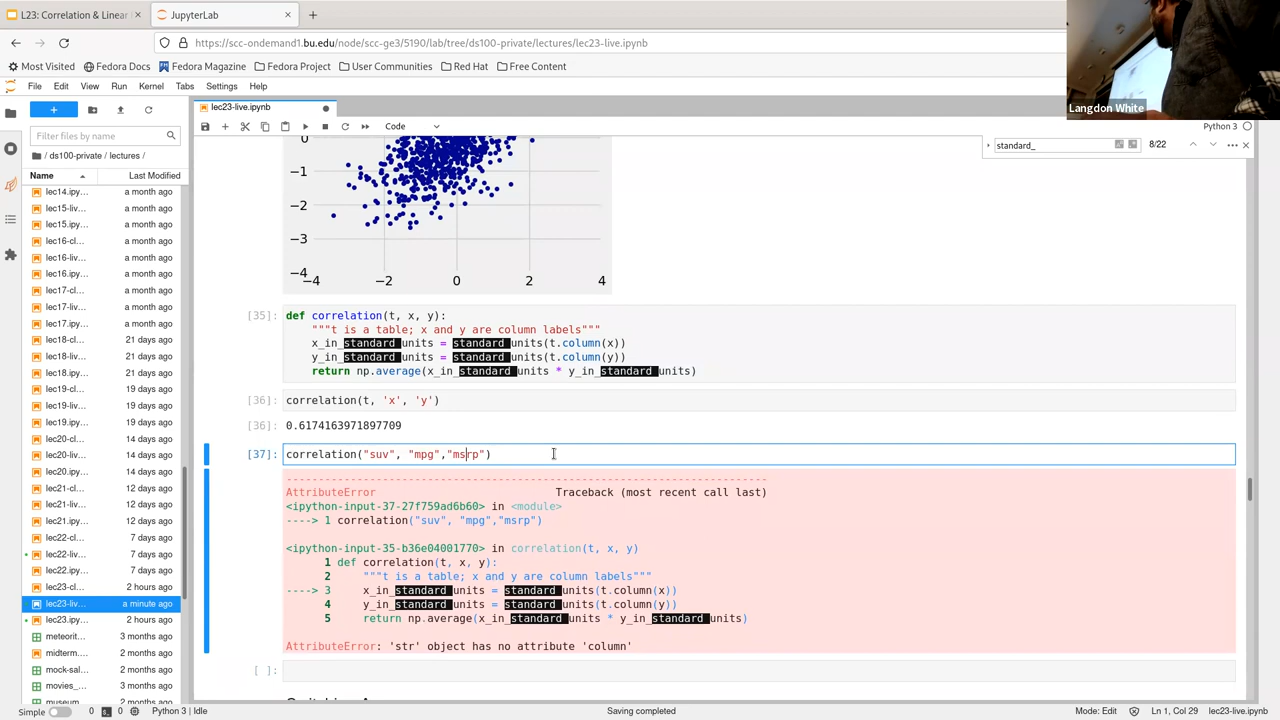 L23: Correlation & Linear
JupyterLab
https://scc-ondemand1.bu.edu/node/scc-ge3/5190/lab/tree/ds100-private/lectures/lec23-live.ipynb
Most Visited
Fedora Docs
Fedora Magazine
Fedora Project
User Communities
Red Hat
Free Content
Langdon White
File Edit View Run Kernel Tabs Settings Help
lec23-live.ipynb
Code
Python 3
Filter files by name
standard_
8/22
/ ds100-private / lectures /
Name Last Modified
lec14.ipy… a month ago
lec15-liv… a month ago
lec15.ipy… a month ago
lec16-cl… a month ago
lec16-liv… a month ago
lec16.ipy… a month ago
lec17-cl… a month ago
lec17-liv… a month ago
lec17.ipy… a month ago
lec18-cl… 21 days ago
lec18-liv… 21 days ago
lec18.ipy… 21 days ago
lec19-cl… 19 days ago
lec19-liv… 19 days ago
lec19.ipy… 19 days ago
lec20-cl… 14 days ago
lec20-liv… 14 days ago
lec20.ipy… 14 days ago
lec21-cl… 12 days ago
lec21-liv… 12 days ago
lec21.ipy… 12 days ago
lec22-cl… 7 days ago
lec22-liv… 7 days ago
lec22.ipy… 7 days ago
lec23-cl… 2 hours ago
lec23-liv… a minute ago
lec23.ipy… 2 hours ago
meteorit… 3 months ago
midterm.… 2 months ago
mock-sal… 2 months ago
movies_… 3 months ago
museum 2 months ago
0
−1
−2
−3
−4
−4 −2 0 2 4
[35]: def correlation(t, x, y):
"""t is a table; x and y are column labels"""
x_in_standard_units = standard_units(t.column(x))
y_in_standard_units = standard_units(t.column(y))
return np.average(x_in_standard_units * y_in_standard_units)
[36]: correlation(t, 'x', 'y')
[36]: 0.6174163971897709
[37]: correlation("suv", "mpg","msrp")
---------------------------------------------------------------------------
AttributeError Traceback (most recent call last)
<ipython-input-37-27f759ad6b60> in <module>
----> 1 correlation("suv", "mpg","msrp")
<ipython-input-35-b36e04001770> in correlation(t, x, y)
1 def correlation(t, x, y):
2 """t is a table; x and y are column labels"""
----> 3 x_in_standard_units = standard_units(t.column(x))
4 y_in_standard_units = standard_units(t.column(y))
5 return np.average(x_in_standard_units * y_in_standard_units)
AttributeError: 'str' object has no attribute 'column'
[ ]:
Simple 0 0 Python 3 | Idle
Saving completed
Mode: Edit
Ln 1, Col 29
lec23-live.ipynb